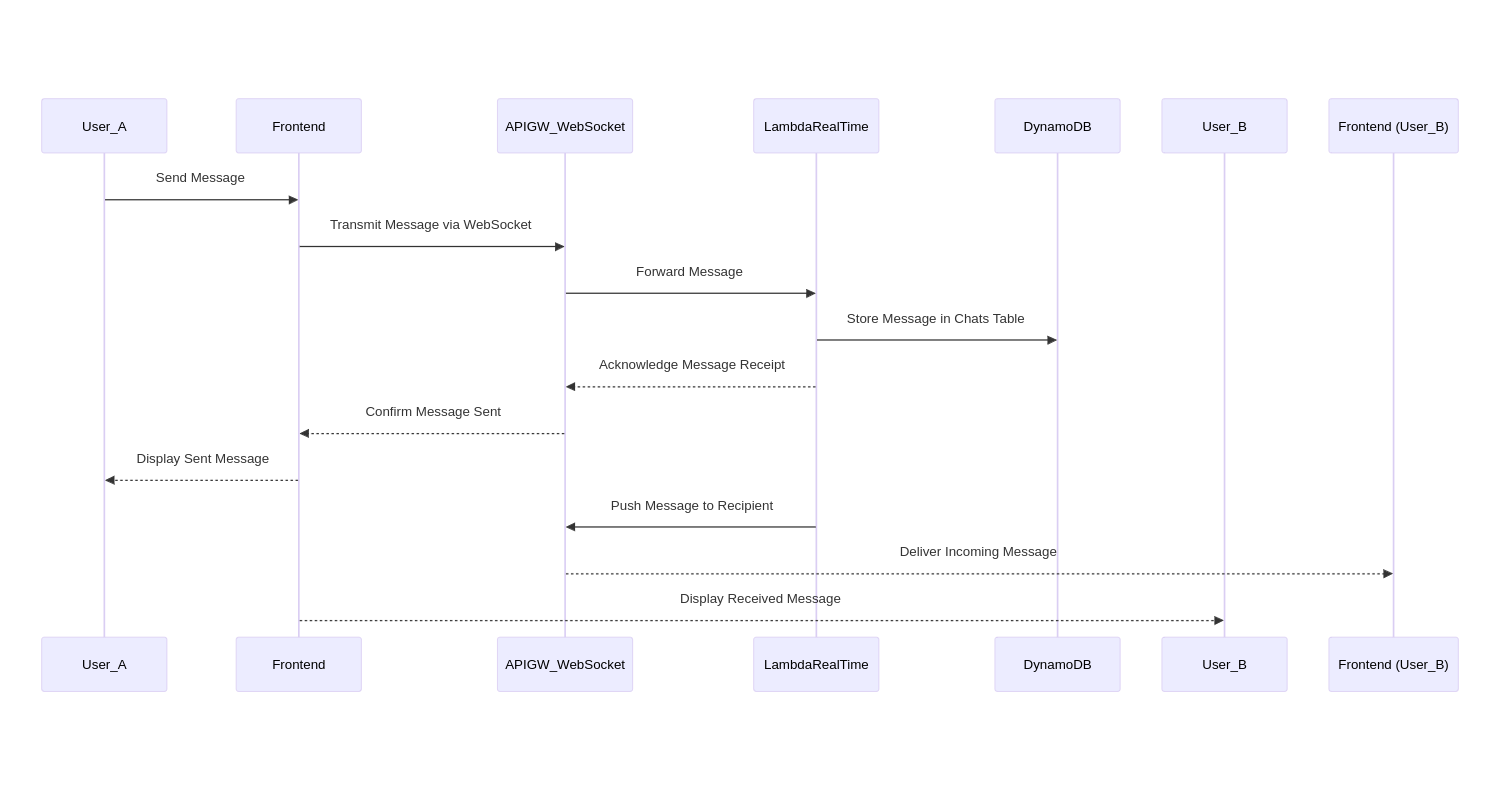 User_A
Frontend
APIGW_WebSocket
LambdaRealTime
DynamoDB
User_B
Frontend (User_B)
Send Message
Transmit Message via WebSocket
Forward Message
Store Message in Chats Table
Acknowledge Message Receipt
Confirm Message Sent
Display Sent Message
Push Message to Recipient
Deliver Incoming Message
Display Received Message
User_A
Frontend
APIGW_WebSocket
LambdaRealTime
DynamoDB
User_B
Frontend (User_B)